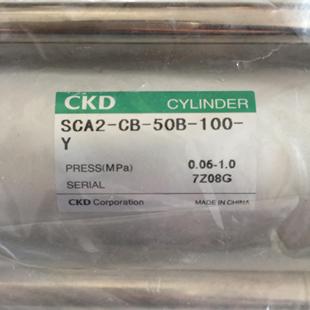 CKD CYLINDER
SCA2-CB-50B-100-
Y
PRESS(MPa) 0.06-1.0
SERIAL 7Z08G
CKD Corporation MADE IN CHINA